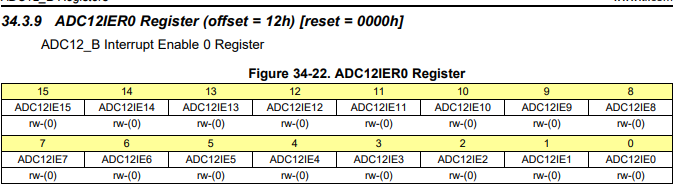 34.3.9 ADC12IER0 Register (offset = 12h) [reset = 0000h]
ADC12_B Interrupt Enable 0 Register
Figure 34-22. ADC12IER0 Register
15 14 13 12 11 10 9 8
ADC12IE15 ADC12IE14 ADC12IE13 ADC12IE12 ADC12IE11 ADC12IE10 ADC12IE9 ADC12IE8
rw-(0) rw-(0) rw-(0) rw-(0) rw-(0) rw-(0) rw-(0) rw-(0)
7 6 5 4 3 2 1 0
ADC12IE7 ADC12IE6 ADC12IE5 ADC12IE4 ADC12IE3 ADC12IE2 ADC12IE1 ADC12IE0
rw-(0) rw-(0) rw-(0) rw-(0) rw-(0) rw-(0) rw-(0) rw-(0)